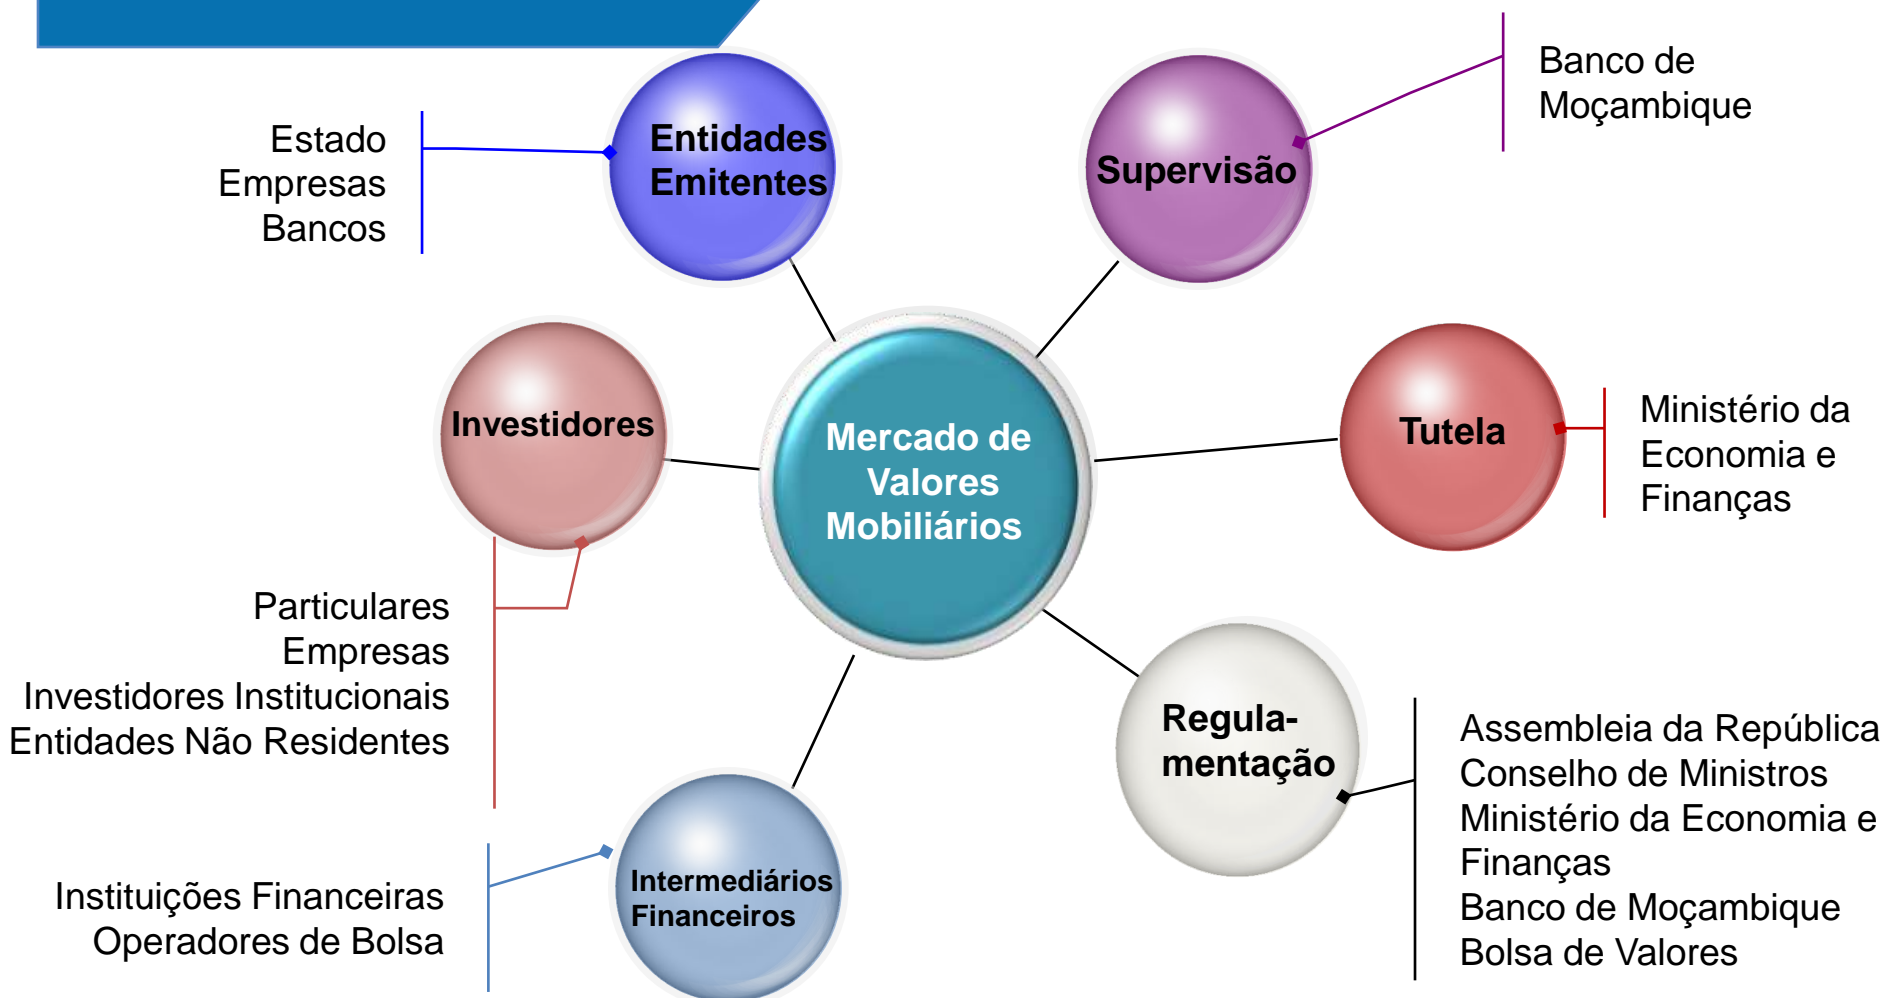 Banco de
Moçambique
Estado
Empresas
Bancos
Entidades
Emitentes
Supervisão
Investidores
Mercado de
Valores
Mobiliários
Tutela
Ministério da
Economia e
Finanças
Particulares
Empresas
Investidores Institucionais
Entidades Não Residentes
Regula-
mentação
Assembleia da República
Conselho de Ministros
Ministério da Economia e
Finanças
Banco de Moçambique
Bolsa de Valores
Intermediários
Financeiros
Instituições Financeiras
Operadores de Bolsa